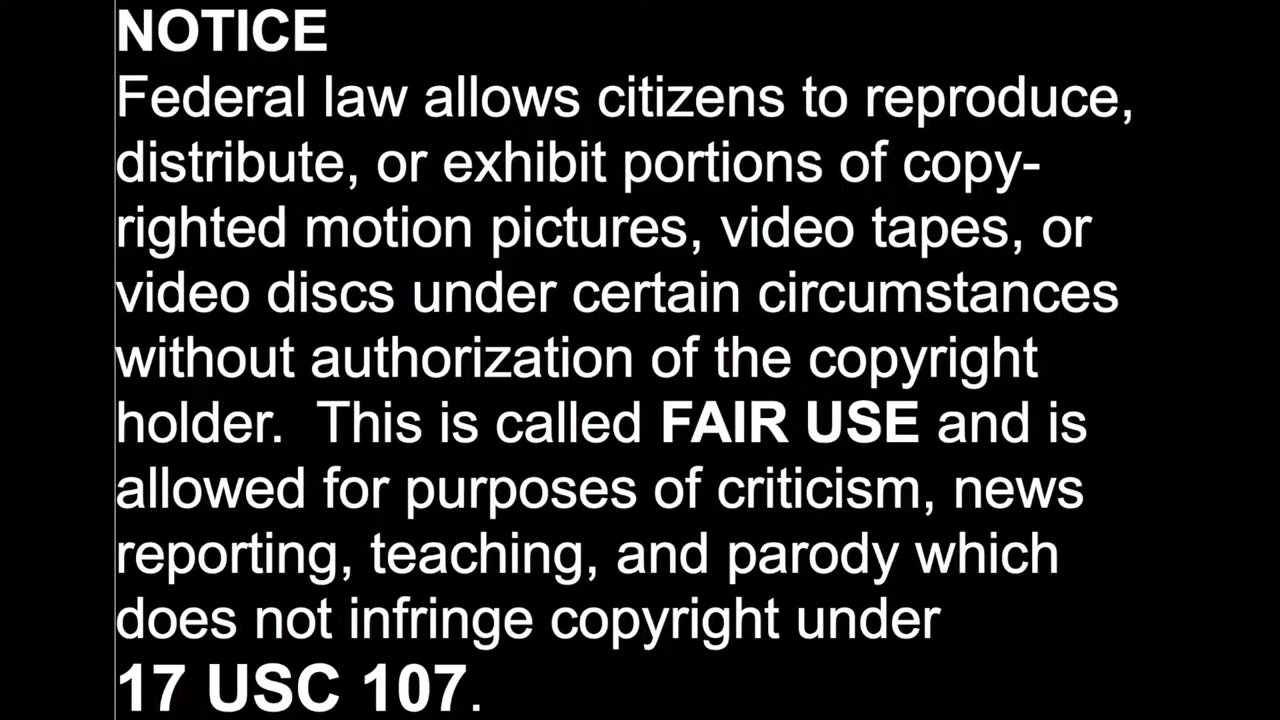 NOTICE
Federal law allows citizens to reproduce,
distribute, or exhibit portions of copy-
righted motion pictures, video tapes, or
video discs under certain circumstances
without authorization of the copyright
holder.  This is called FAIR USE and is
allowed for purposes of criticism, news
reporting, teaching, and parody which
does not infringe copyright under
17 USC 107.